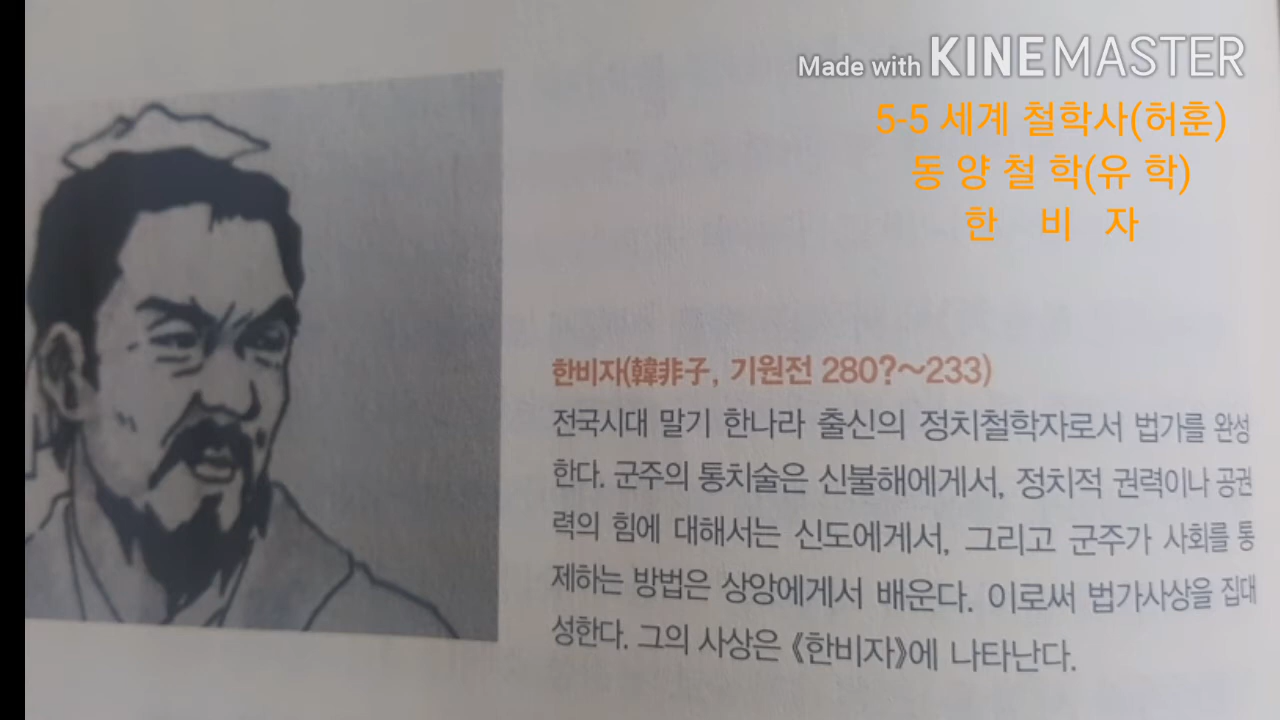 Made with KINEMASTER
5-5 세계 철학사(허훈)
동 양 철 학(유 학)
한 비 자
한비자(韓非子, 기원전 280?~233)
전국시대 말기 한나라 출신의 정치철학자로서 법가를 완성
한다. 군주의 통치술은 신불해에게서, 정치적 권력이나 공권
력의 힘에 대해서는 신도에게서, 그리고 군주가 사회를 통
제하는 방법은 상앙에게서 배운다. 이로써 법가사상을 집대
성한다. 그의 사상은 《한비자》에 나타난다.